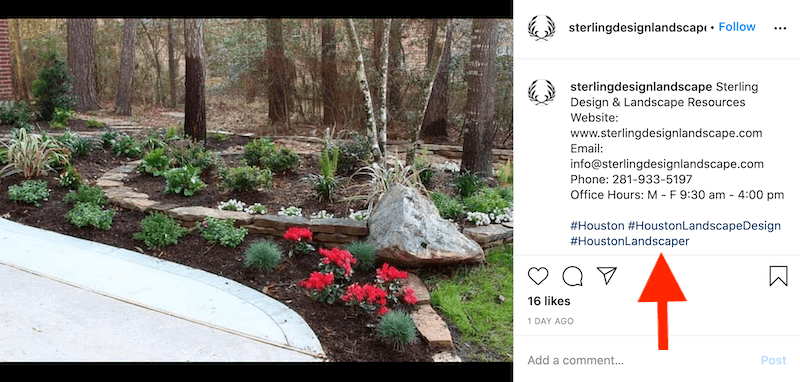 sterlingdesignlandscape • Follow ...
sterlingdesignlandscape Sterling
Design & Landscape Resources
Website:
www.sterlingdesignlandscape.com
Email:
info@sterlingdesignlandscape.com
Phone: 281-933-5197
Office Hours: M - F 9:30 am - 4:00 pm
#Houston #HoustonLandscapeDesign
#HoustonLandscaper
16 likes
1 DAY AGO
Add a comment... Post